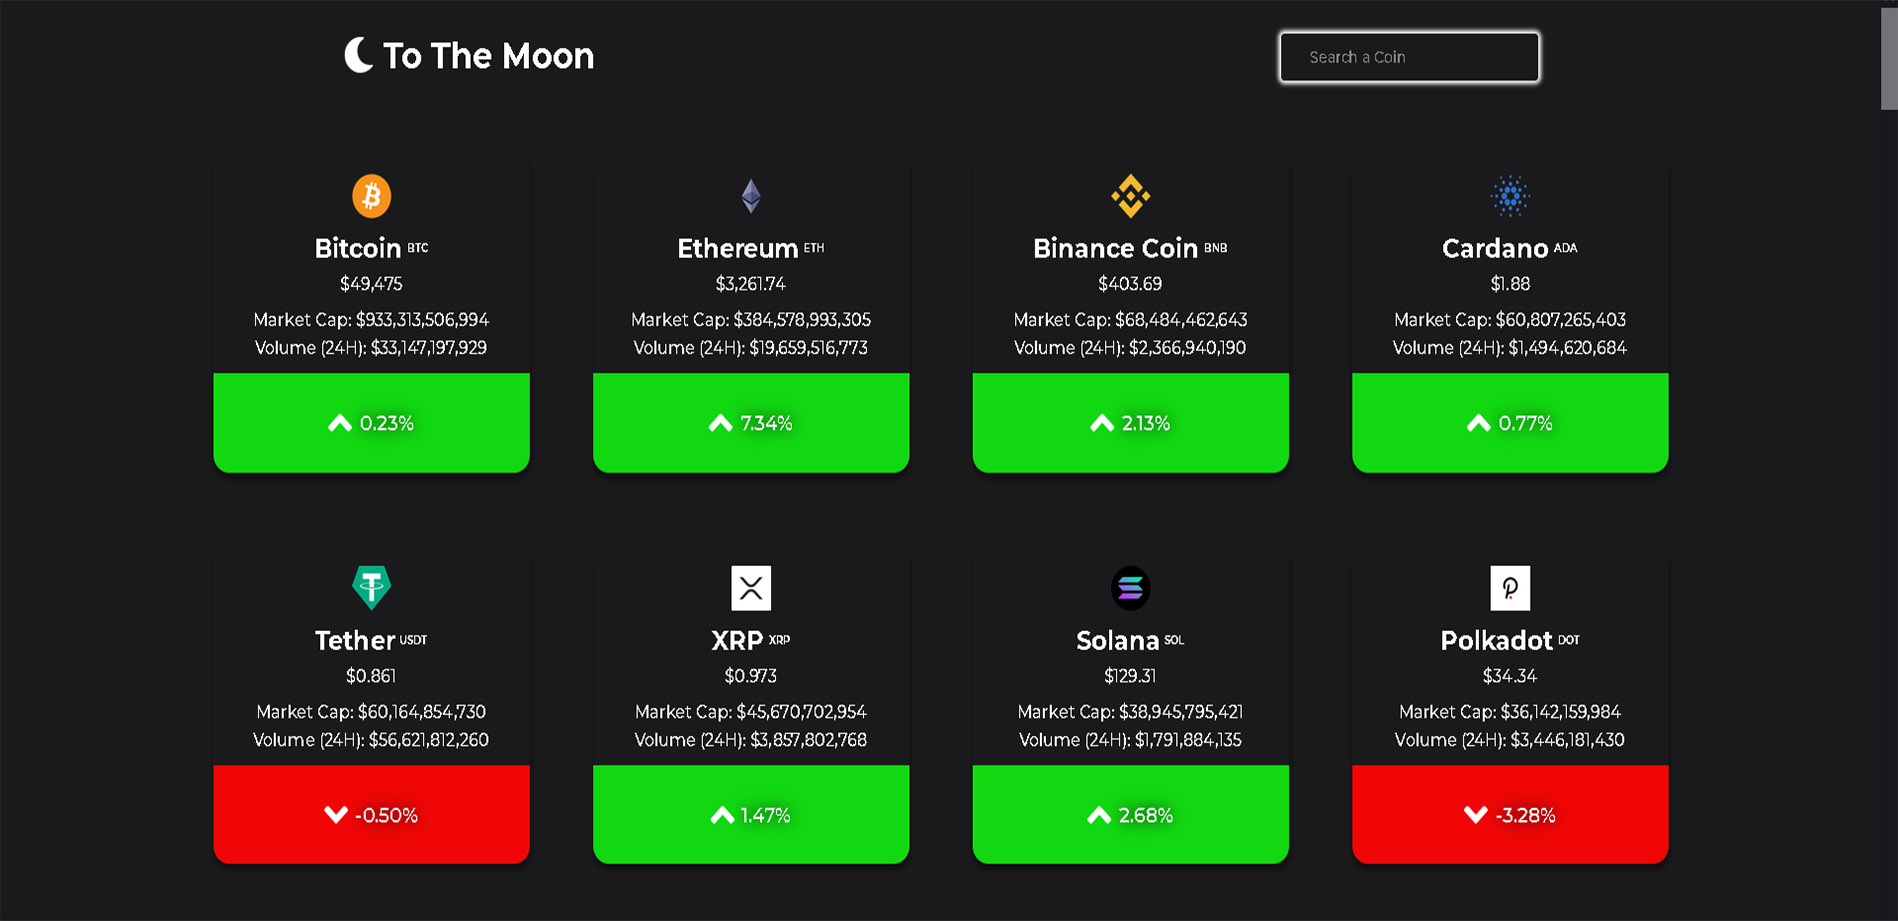 To The Moon
Search a Coin
Bitcoin BTC
$49,475
Market Cap: $933,313,506,994
Volume (24H): $33,147,197,929
0.23%
Ethereum ETH
$3,261.74
Market Cap: $384,578,993,305
Volume (24H): $19,659,516,773
7.34%
Binance Coin BNB
$403.69
Market Cap: $68,484,462,643
Volume (24H): $2,366,940,190
2.13%
Cardano ADA
$1.88
Market Cap: $60,807,265,403
Volume (24H): $1,494,620,684
0.77%
Tether USDT
$0.861
Market Cap: $60,164,854,730
Volume (24H): $56,621,812,260
-0.50%
XRP XRP
$0.973
Market Cap: $45,670,702,954
Volume (24H): $3,857,802,768
1.47%
Solana SOL
$129.31
Market Cap: $38,945,795,421
Volume (24H): $1,791,884,135
2.68%
Polkadot DOT
$34.34
Market Cap: $36,142,159,984
Volume (24H): $3,446,181,430
-3.28%